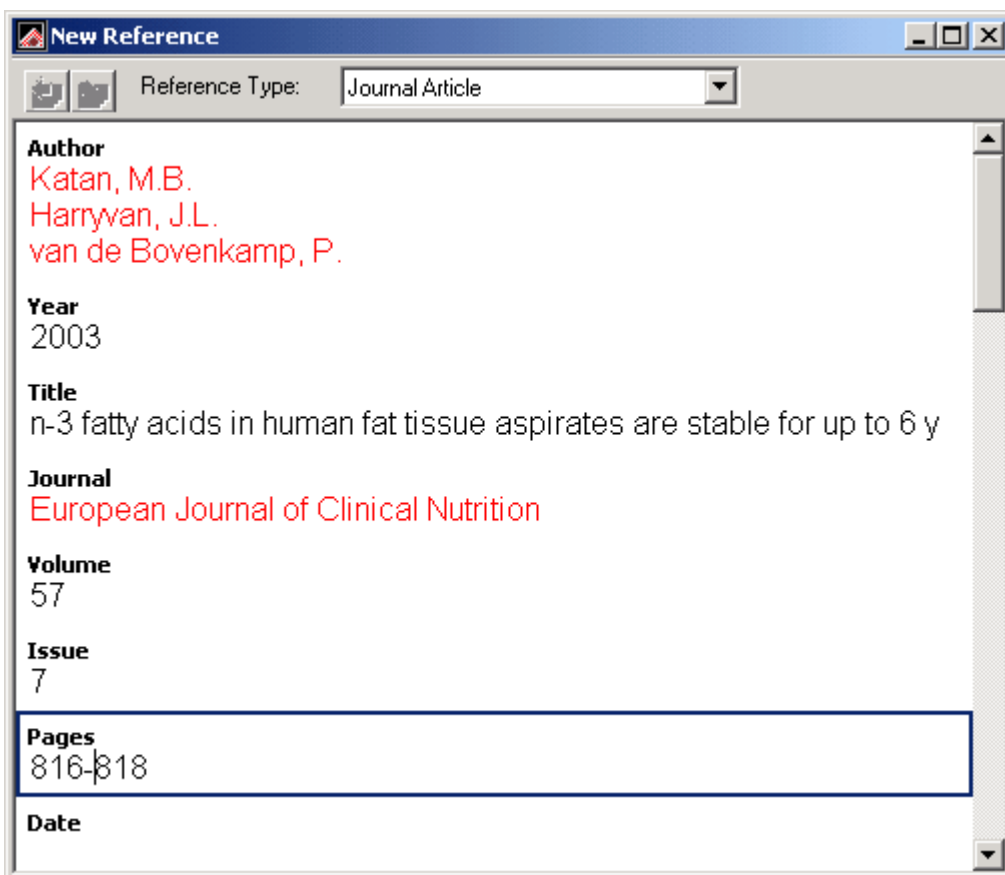 New Reference
Reference Type: Journal Article
Author
Katan, M.B.
Harryvan, J.L.
van de Bovenkamp, P.
Year
2003
Title
n-3 fatty acids in human fat tissue aspirates are stable for up to 6 y
Journal
European Journal of Clinical Nutrition
Volume
57
Issue
7
Pages
816-818
Date